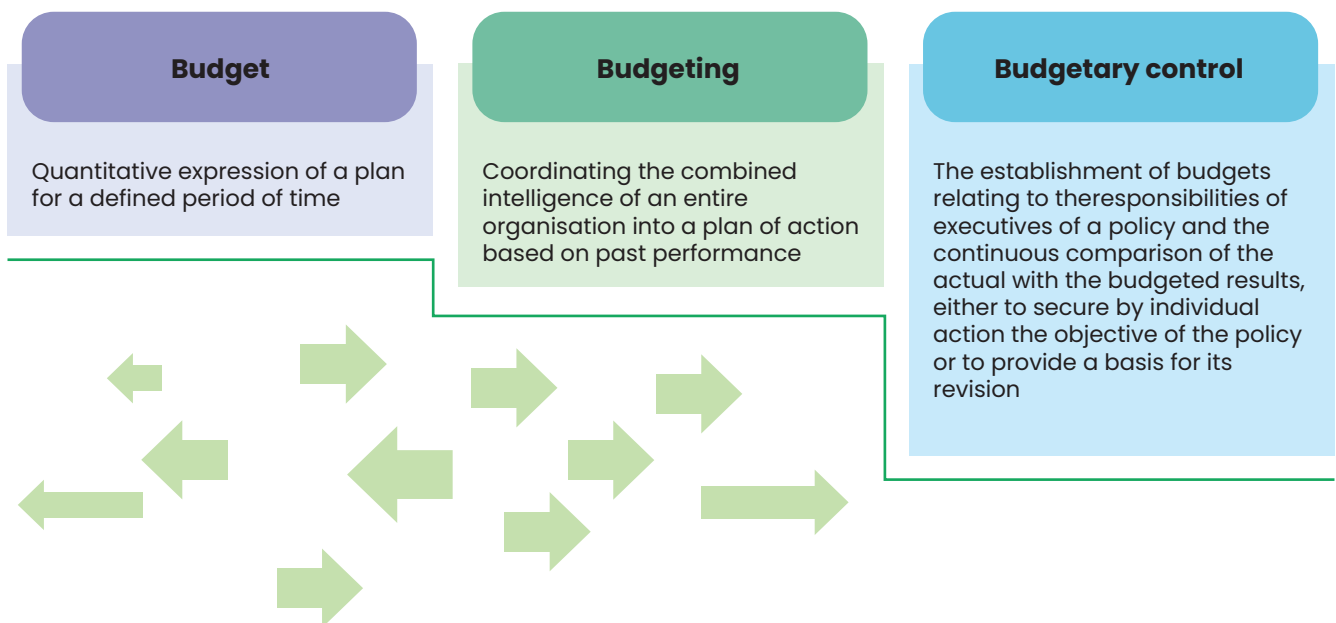 Budget
Quantitative expression of a plan
for a defined period of time
Budgeting
Coordinating the combined
intelligence of an entire
organisation into a plan of action
based on past performance
Budgetary control
The establishment of budgets
relating to theresponsibilities of
executives of a policy and the
continuous comparison of the
actual with the budgeted results,
either to secure by individual
action the objective of the policy
or to provide a basis for its
revision